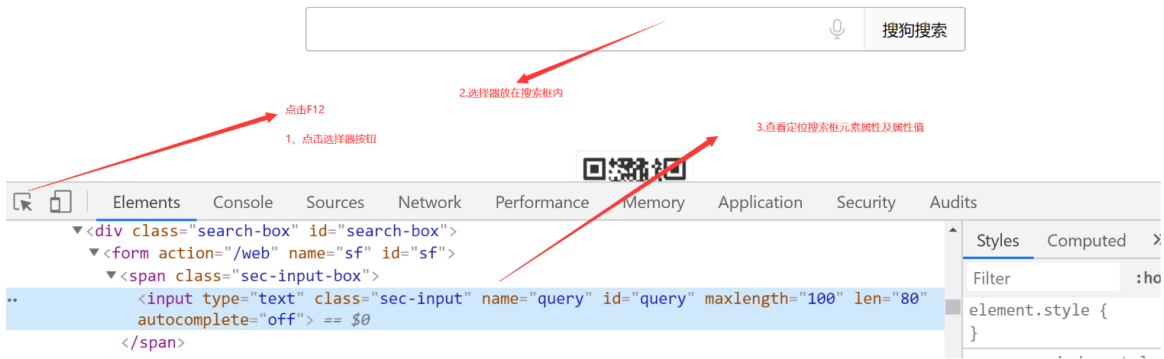 搜狗搜索
2.选择器放在搜索框内
点击F12
3.查看定位搜索框元素属性及属性值
1、点击选择器按钮
Elements Console Sources Network Performance Memory Application Security Audits
<div class="search-box" id="search-box">
Styles Computed
<form action="/web" name="sf" id="sf">
<span class="sec-input-box">
Filter :ho
<input type="text" class="sec-input" name="query" id="query" maxlength="100" len="80"
element.style {
autocomplete="off"> == $0
}
</span>